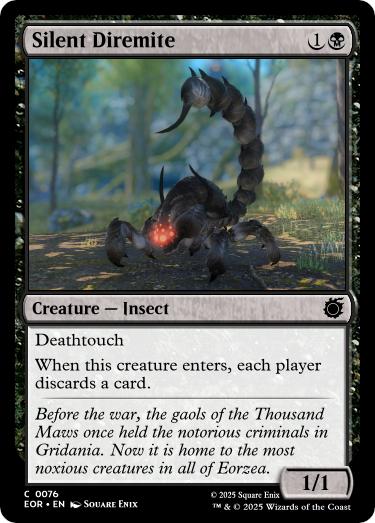 Silent Diremite 1
Creature — Insect
Deathtouch
When this creature enters, each player
discards a card.
Before the war, the gaols of the Thousand
Maws once held the notorious criminals in
Gridania. Now it is home to the most
noxious creatures in all of Eorzea.
1/1
C 0076
EOR • EN Square Enix
© 2025 Square Enix
™ & © 2025 Wizards of the Coast